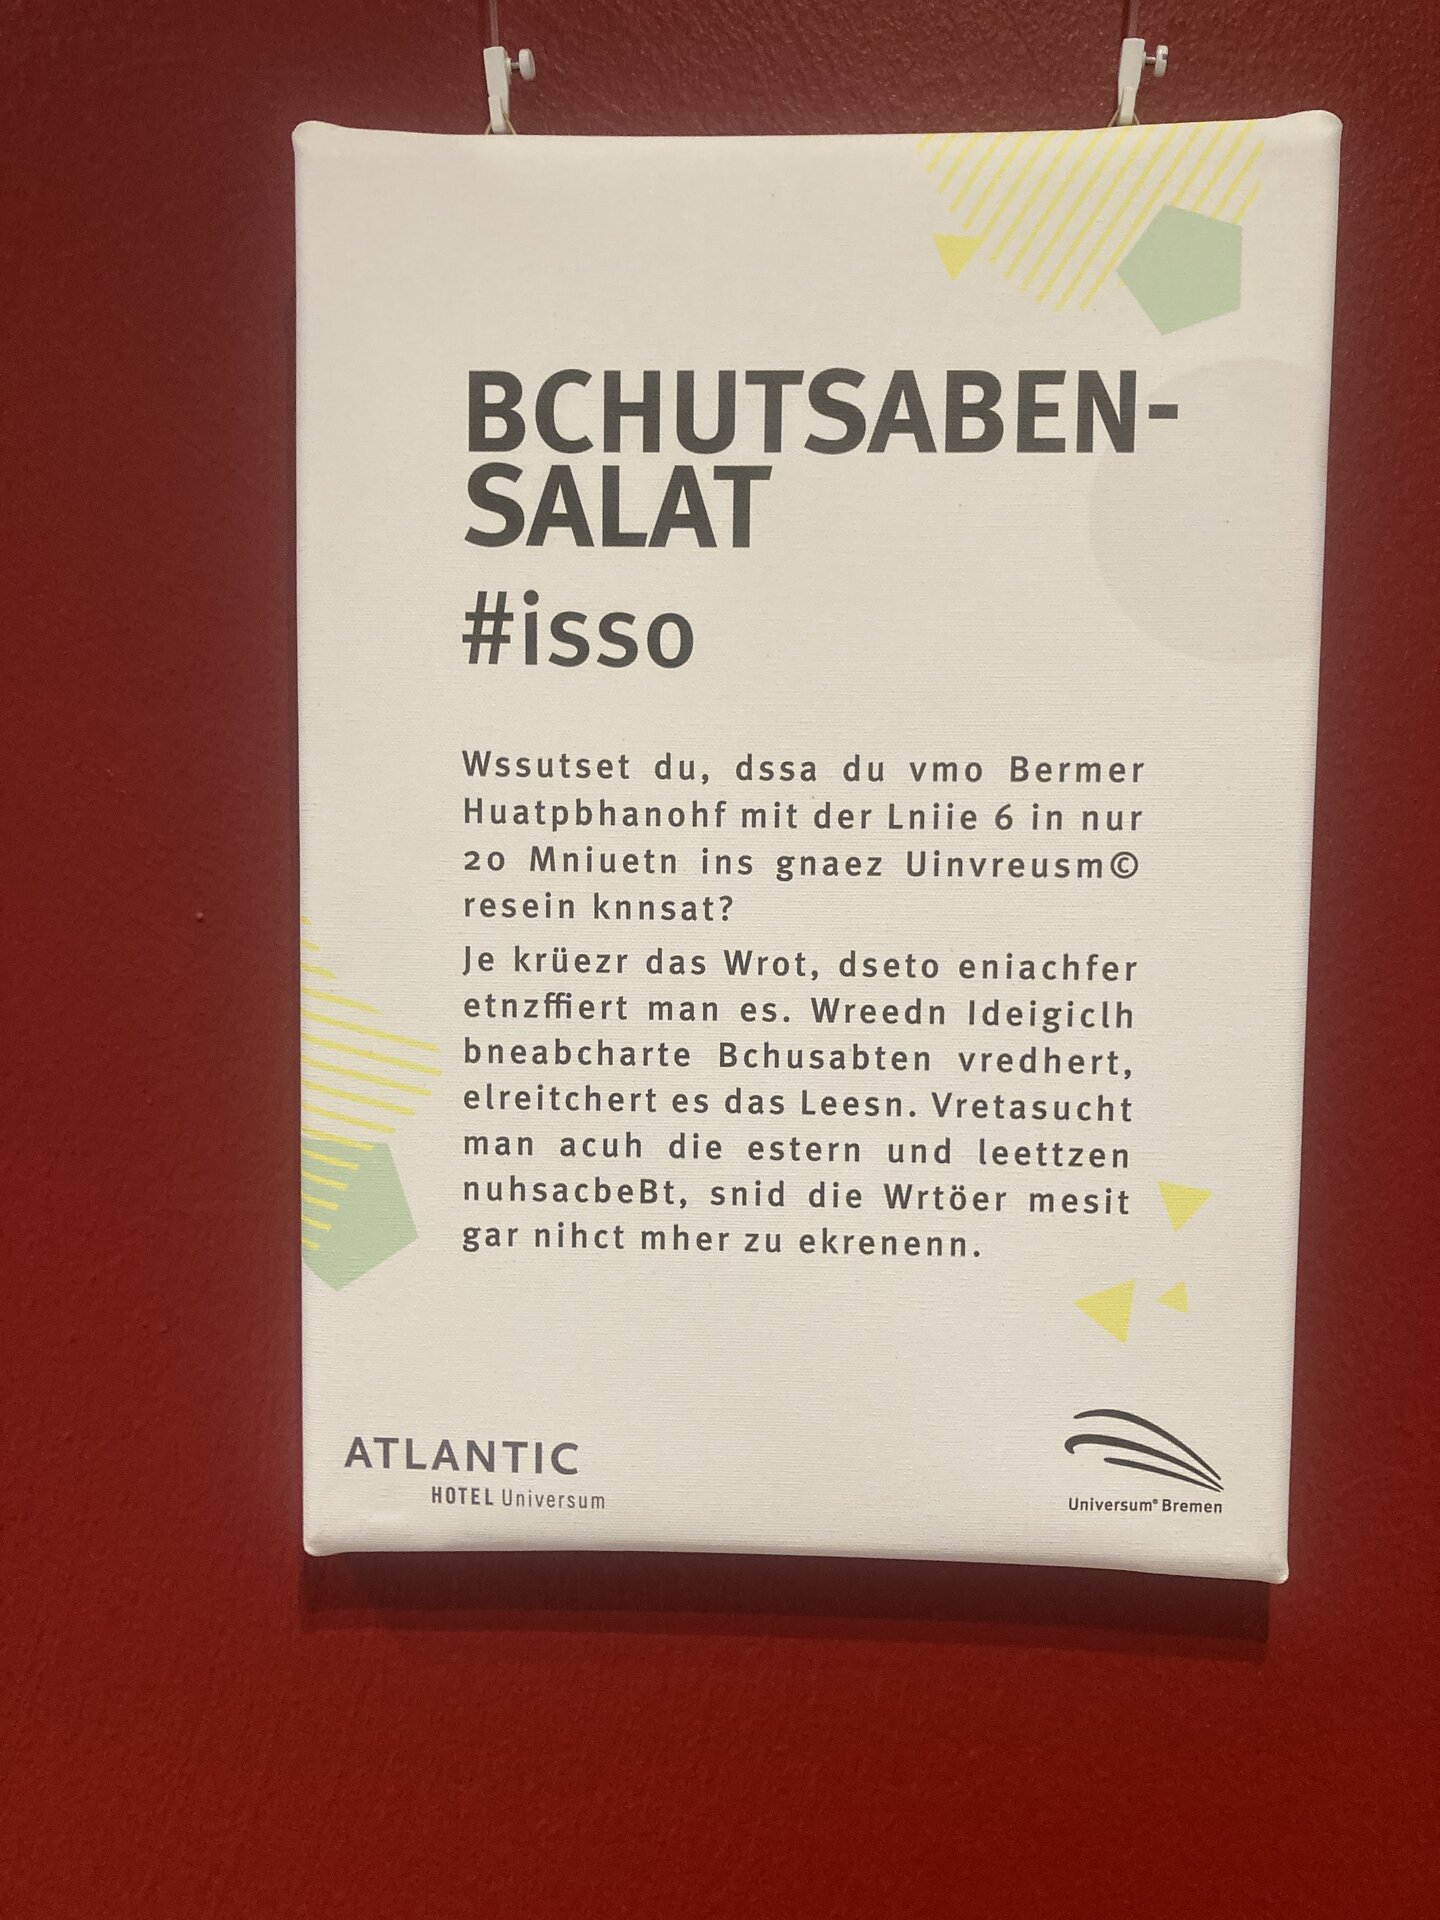 BCHUTSABEN-
SALAT
#isso
Wssutset du, dssa du vmo Bermer
Huatpbhanohf mit der Lniie 6 in nur
20 Mniuetn ins gnaez Uinvreusm©
resein knnsat?
Je krüezr das Wrot, dseto eniachfer
etnzffiert man es. Wreedn Ideigiclh
bneabcharte Bchusabten vredhert,
elreitchert es das Leesn. Vretasucht
man acuh die estern und leettzen
nuhsacbeBt, snid die Wrtöer mesit
gar nihct mher zu ekrenenn.
ATLANTIC
HOTEL Universum
Universum® Bremen